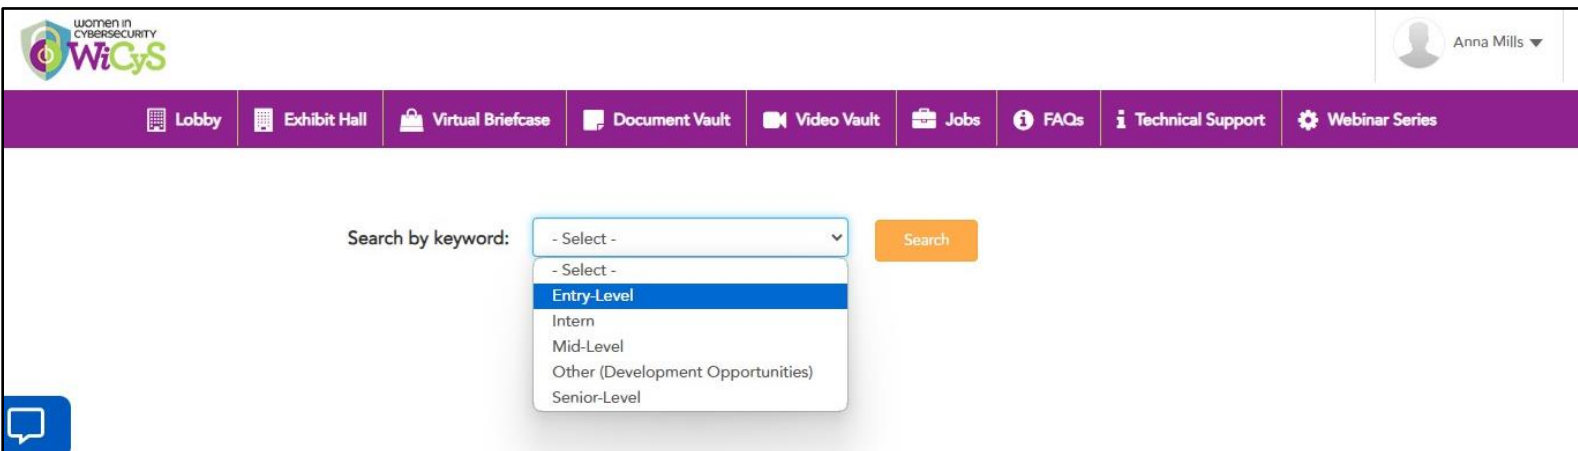 women in
CYBERSECURITY
WiCyS
Anna Mills
Lobby
Exhibit Hall
Virtual Briefcase
Document Vault
Video Vault
Jobs
FAQs
Technical Support
Webinar Series
Search by keyword:
- Select -
Search
- Select -
Entry-Level
Intern
Mid-Level
Other (Development Opportunities)
Senior-Level